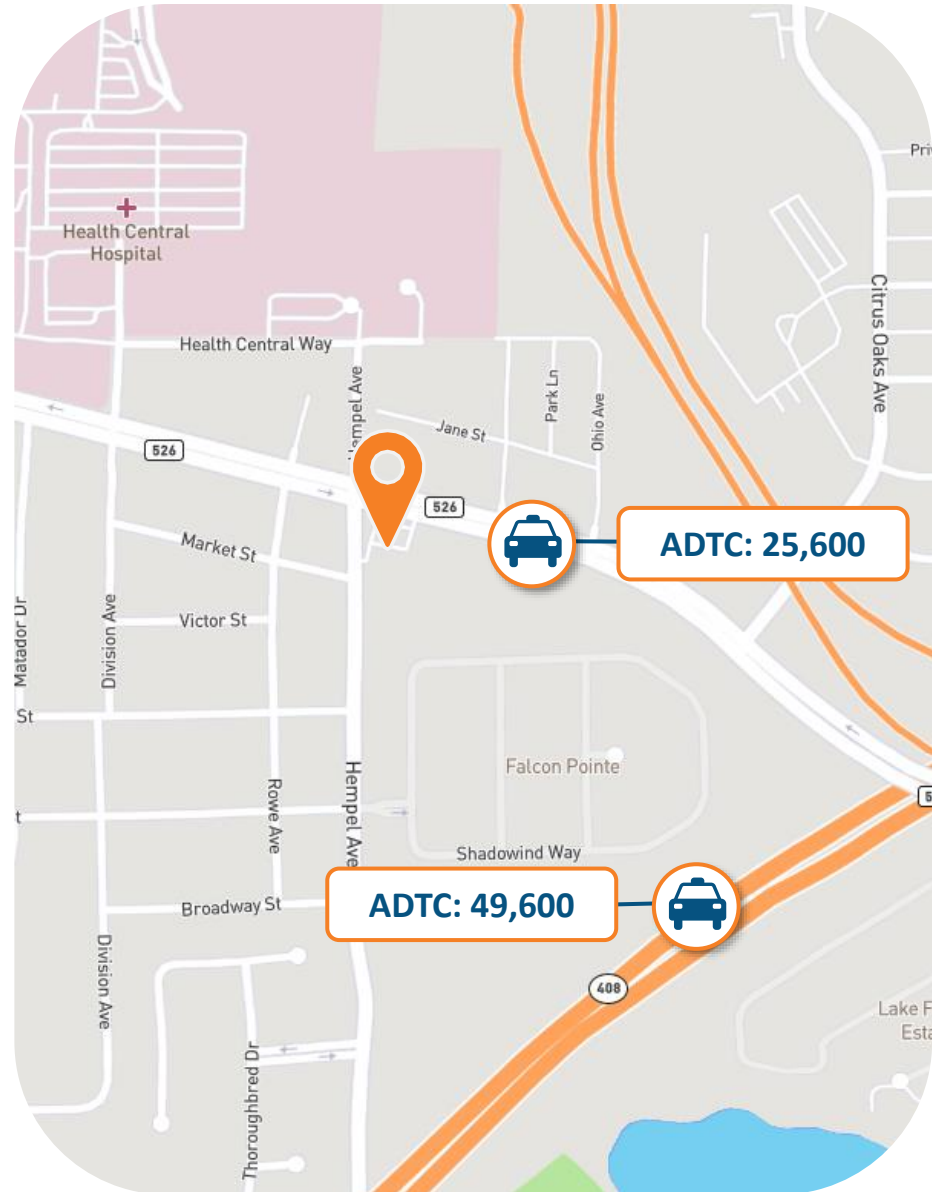 Pri
Health Central
Hospital
Citrus Oaks Ave
Health Central Way
Hempel Ave
Park Ln
Ohio Ave
Jane St
526
526
ADTC: 25,600
Market St
Matador Dr
Division Ave
Victor St
St
Falcon Pointe
Hempel Ave
Rowe Ave
t
5
Shadowind Way
ADTC: 49,600
Broadway St
Division Ave
408
Lake F
Esta
Thoroughbred Dr